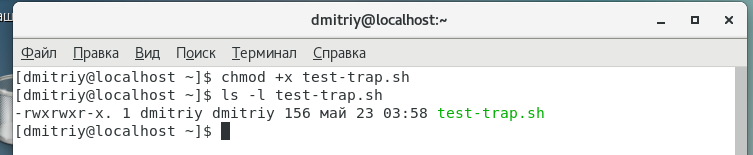 dmitriy@localhost:~
Файл Правка Вид Поиск Терминал Справка
[dmitriy@localhost ~]$ chmod +x test-trap.sh
[dmitriy@localhost ~]$ ls -l test-trap.sh
-rwxrwxr-x. 1 dmitriy dmitriy 156 май 23 03:58 test-trap.sh
[dmitriy@localhost ~]$